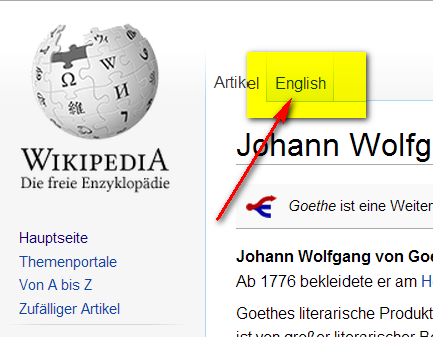 WIKIPEDIA
Die freie Enzyklopädie
Hauptseite
Themenportale
Von A bis Z
Zufälliger Artikel
Artikel English
Johann Wolfg
Goethe ist eine Weiter
Johann Wolfgang von Goe
Ab 1776 bekleidete er am H
Goethes literarische Produkt
ist von großer literarischer Be